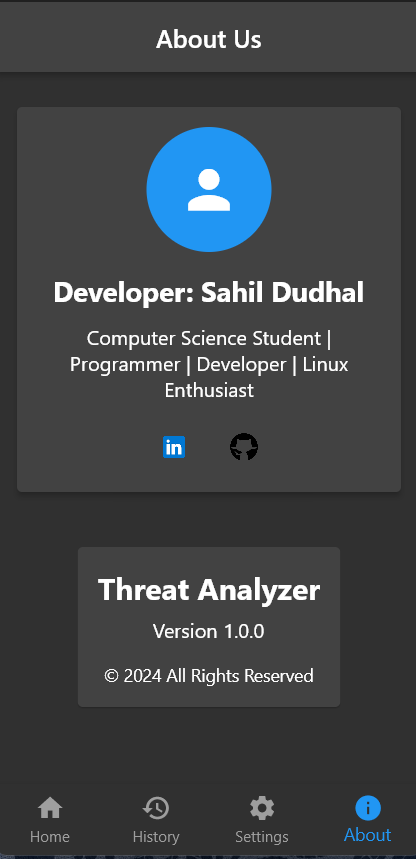 About Us
Developer: Sahil Dudhal
Computer Science Student |
Programmer | Developer | Linux
Enthusiast
in
Threat Analyzer
Version 1.0.0
© 2024 All Rights Reserved
Home
History
Settings
About